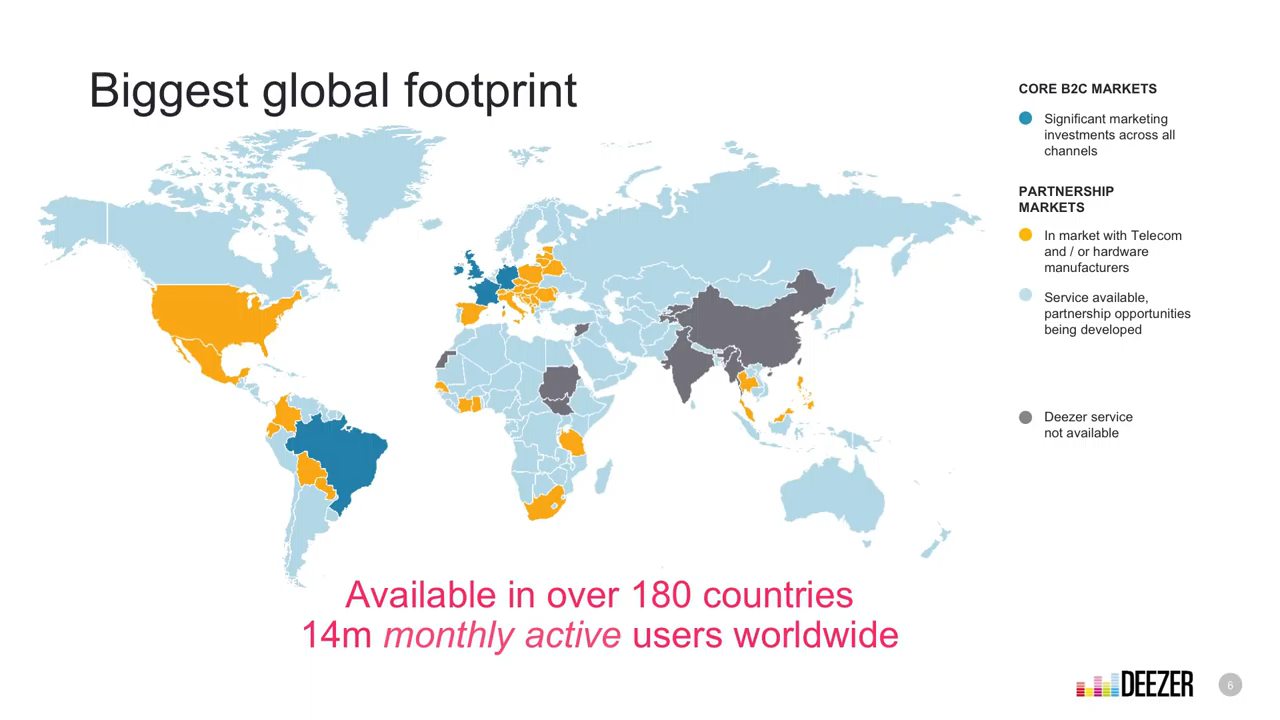 Biggest global footprint
CORE B2C MARKETS
Significant marketing
investments across all
channels
PARTNERSHIP
MARKETS
In market with Telecom
and / or hardware
manufacturers
Service available,
partnership opportunities
being developed
Deezer service
not available
Available in over 180 countries
14m monthly active users worldwide
DEEZER
6